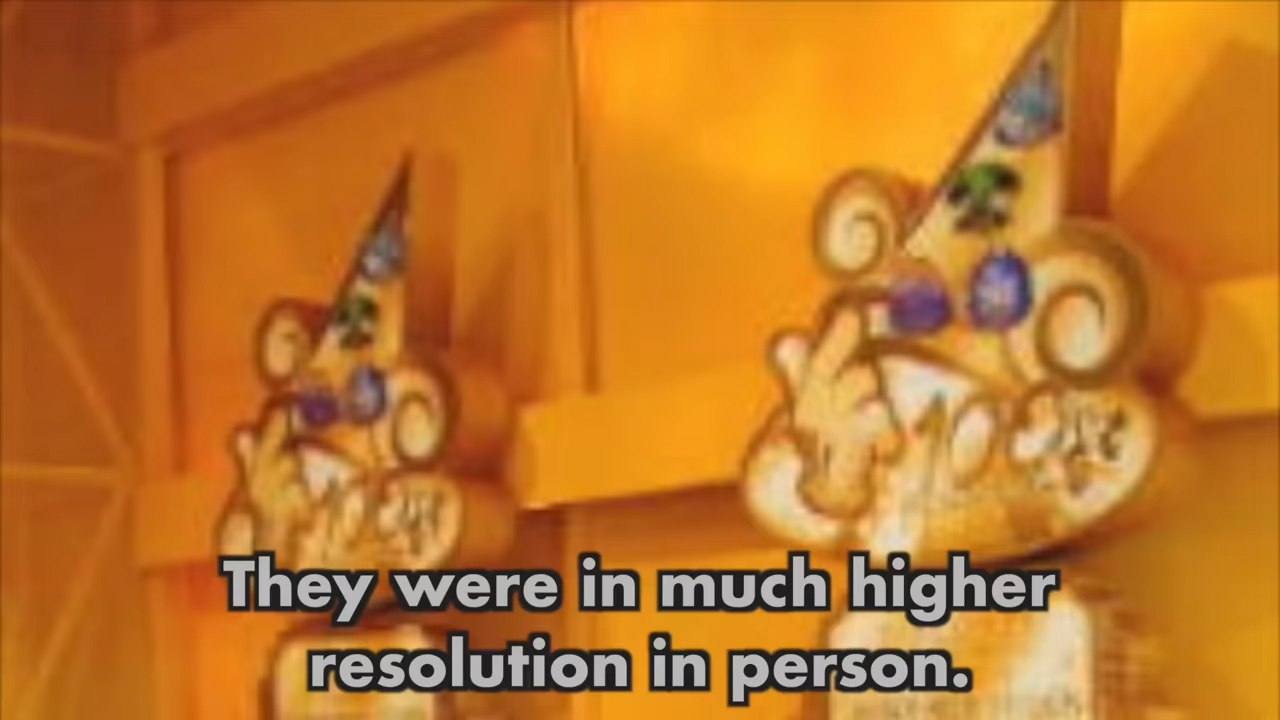 They were in much higher
resolution in person.